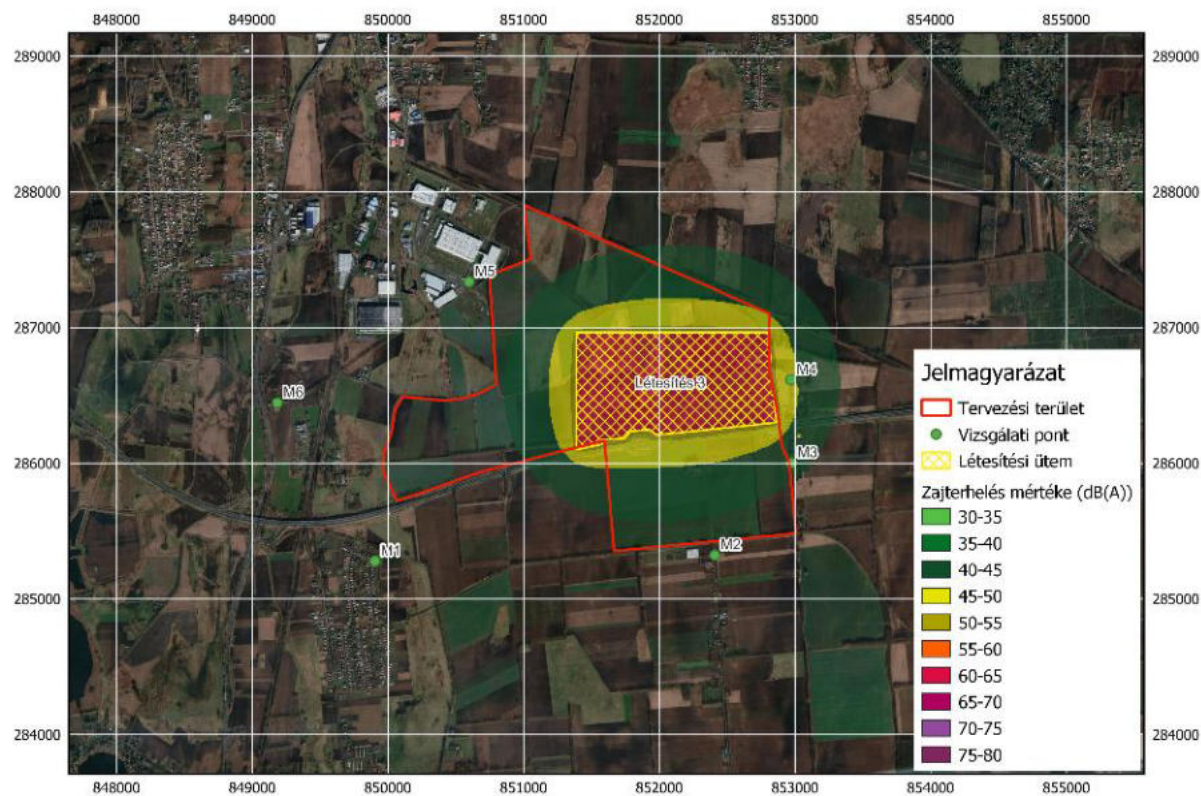 848000 849000 850000 851000 852000 853000 854000 855000
289000 289000
288000 288000
M5
287000 287000
Létesítés 3
M4
M6
286000
M3
M2
M1
285000 285000
284000 284000
848000 849000 850000 851000 852000 853000 854000 855000
Jelmagyarázat
Tervezési terület
Vizsgálati pont
Létesítési ütem
Zajterhelés mértéke (dB(A))
30-35
35-40
40-45
45-50
50-55
55-60
60-65
65-70
70-75
75-80
286000